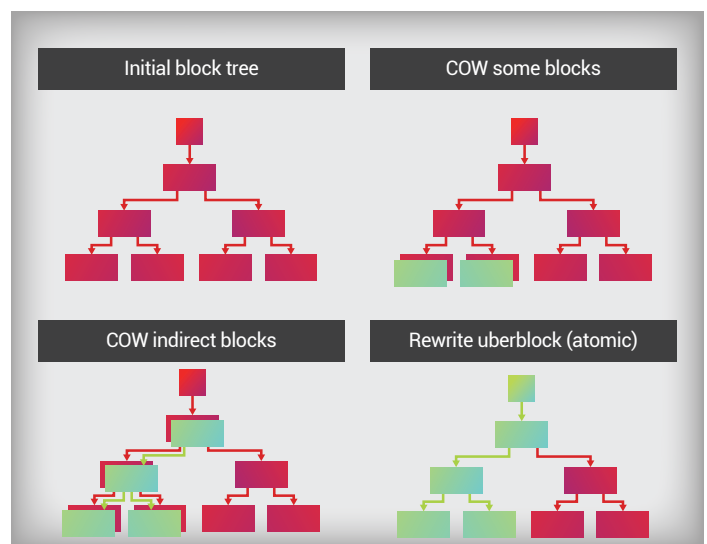 Initial block tree
COW some blocks
COW indirect blocks
Rewrite uberblock (atomic)